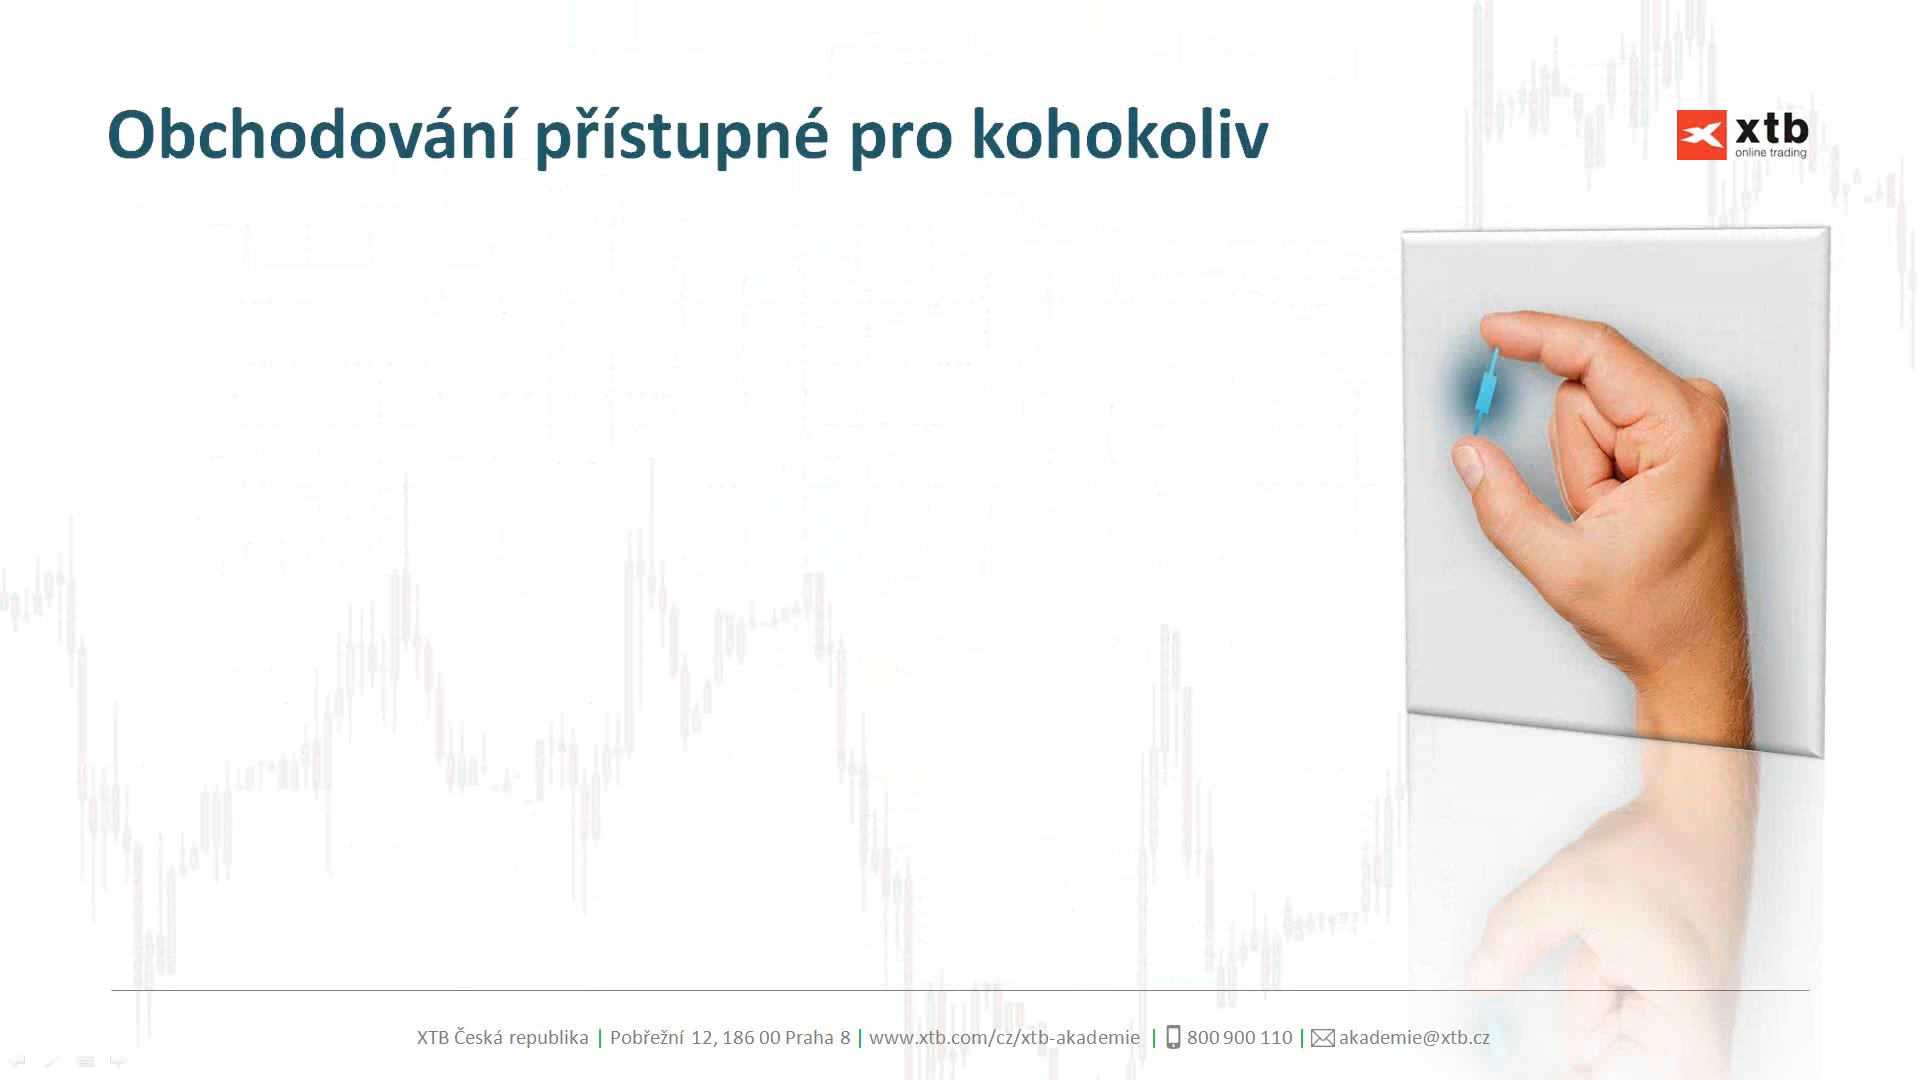 Obchodování přístupné pro kohokoliv
xtb
online trading
XTB Česká republika | Pobřežní 12, 186 00 Praha 8 | www.xtb.com/cz/xtb-akademie | 800 900 110 | akademie@xtb.cz